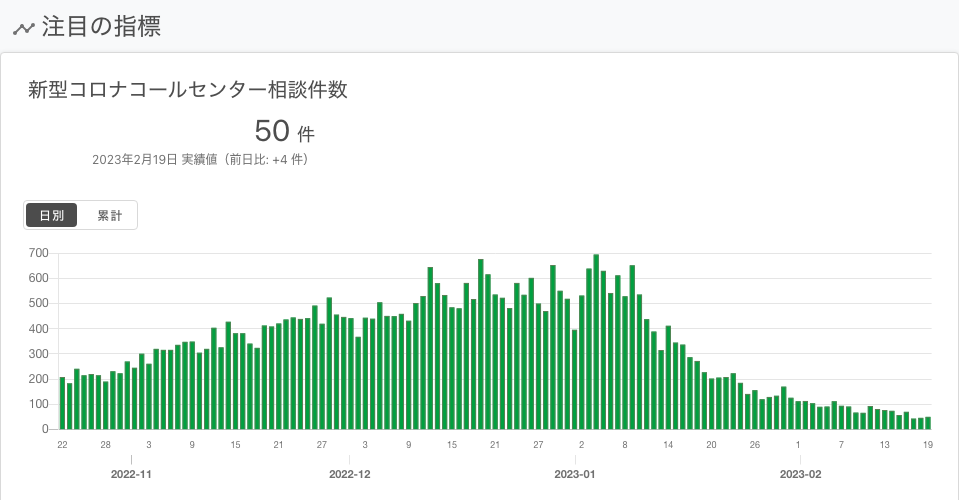 注目の指標
新型コロナコールセンター相談件数
50 件
2023年2月19日 実績値（前日比: +4 件）
日別 累計
700
600
500
400
300
200
100
0
22 28 3 9 15 21 27 3 9 15 21 27 2 8 14 20 26 1 7 13 19
2022-11 2022-12 2023-01 2023-02